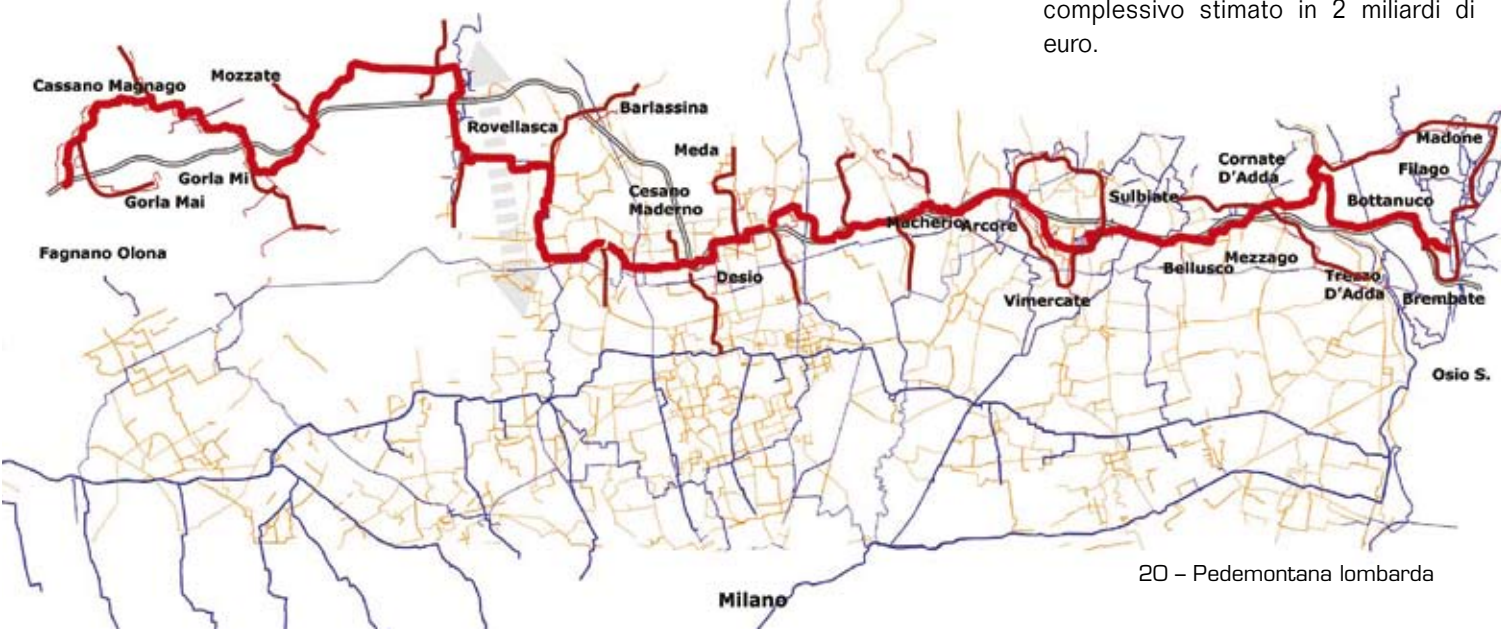 complessivo stimato in 2 miliardi di
euro.
Cassano Magnago
Mozzate
Barlassina
Rovellasca
Meda
Madone
Cornate
D'Adda
Filago
Gorla Mi
Cesano
Maderno
Sulbiate
Bottanuco
Gorla Mai
Macherio
Arcore
Fagnano Olona
Desio
Bellusco
Mezzago
Trezzo
D'Adda
Vimercate
Brembate
Osio S.
20 – Pedemontana lombarda
Milano